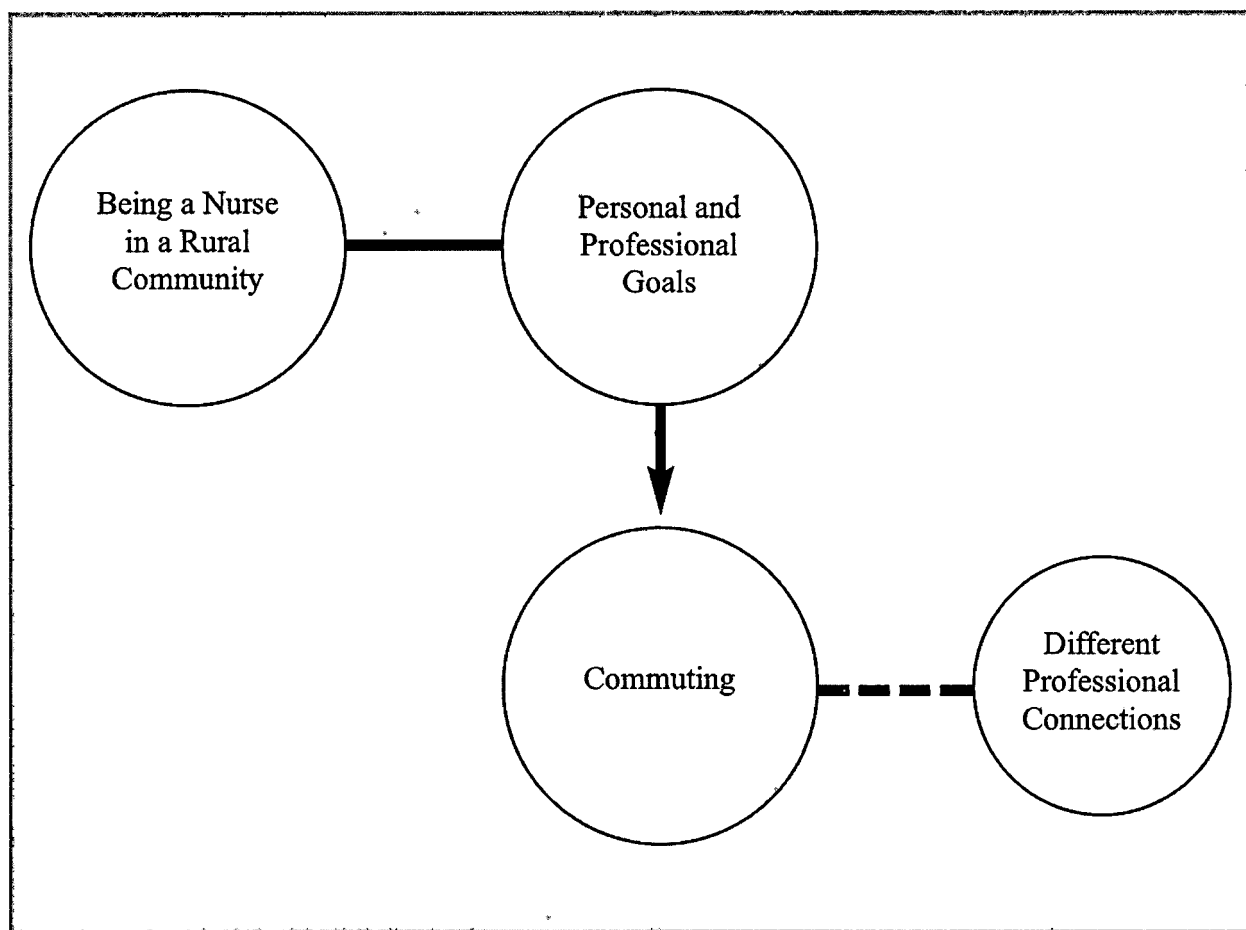 Being a Nurse
in a Rural
Community
Personal and
Professional
Goals
Commuting
Different
Professional
Connections